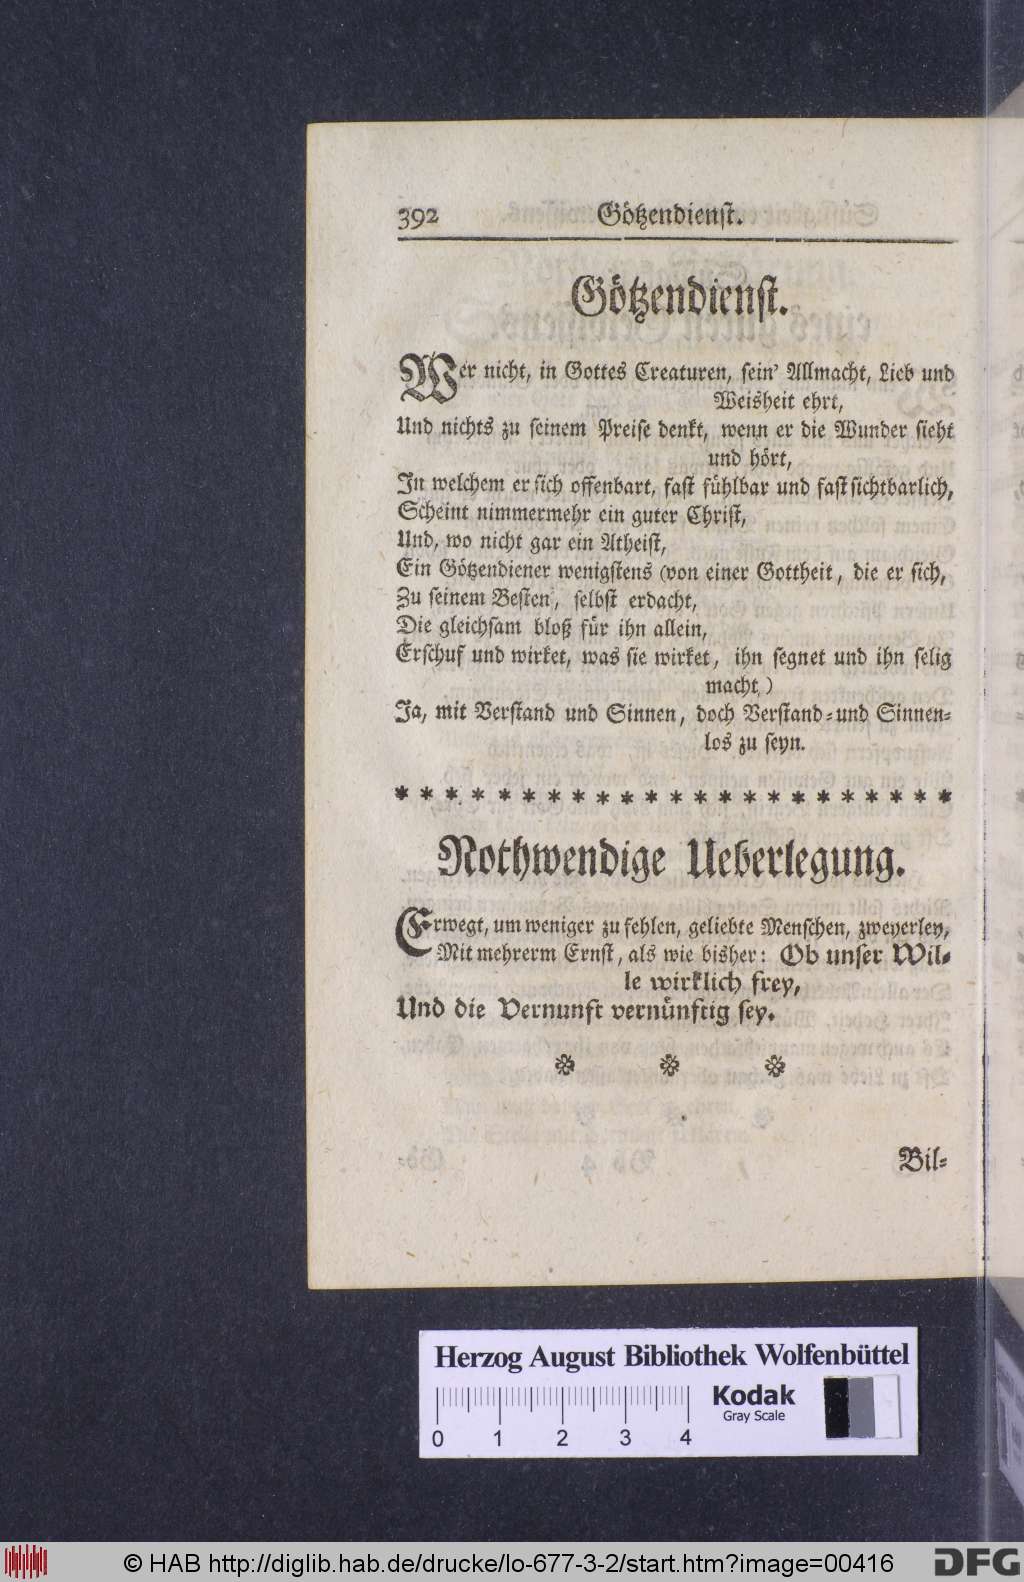 392 Götzendienst.
Götzendienst.
Wer nicht, in Gottes Creaturen, sein' Allmacht, Lieb und
Weisheit ehrt,
Und nichts zu seinem Preise denkt, wenn er die Wunder sieht
und hört,
In welchem er sich offenbart, fast fühlbar und fast sichtbarlich,
Scheint nimmermehr ein guter Christ,
Und, wo nicht gar ein Atheist,
Ein Götzendiener wenigstens (von einer Gottheit, die er sich,
Zu seinem Besten, selbst erdacht,
Die gleichsam bloß für ihn allein,
Erschuf und wirket, was sie wirket, ihn segnet und ihn selig
macht,)
Ja, mit Verstand und Sinnen, doch Verstand-und Sinnen-
los zu seyn.
* * * * * * * * * * * * * * * * * * * * * * *
Nothwendige Ueberlegung.
Erwegt, um weniger zu fehlen, geliebte Menschen, zweyerley,
Mit mehrerm Ernst, als wie bisher: Ob unser Wil-
le wirklich frey,
Und die Vernunft vernünftig sey.
* * *
Bil-
Herzog August Bibliothek Wolfenbüttel
Kodak
Gray Scale
0 1 2 3 4
© HAB http://diglib.hab.de/drucke/lo-677-3-2/start.htm?image=00416
DFG